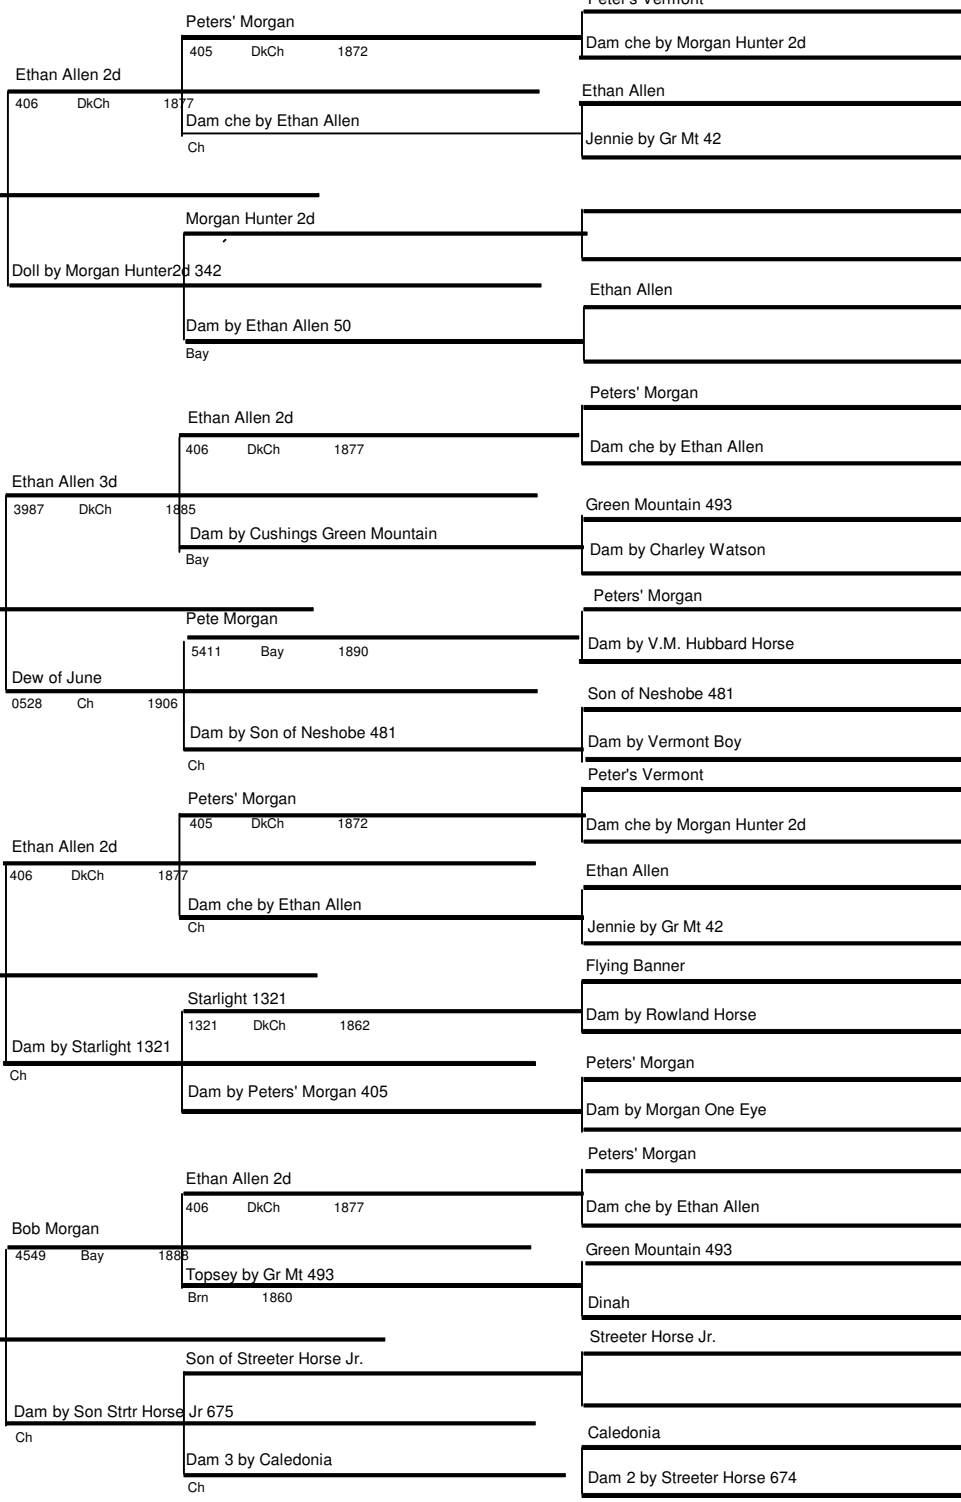 Peter's Vermont
Peters' Morgan
405 DkCh 1872
Dam che by Morgan Hunter 2d
Ethan Allen 2d
406 DkCh 1877
Ethan Allen
Dam che by Ethan Allen
Ch
Jennie by Gr Mt 42
Morgan Hunter 2d
Doll by Morgan Hunter2d 342
Ethan Allen
Dam by Ethan Allen 50
Bay
Peters' Morgan
Ethan Allen 2d
406 DkCh 1877
Dam che by Ethan Allen
Ethan Allen 3d
3987 DkCh 1885
Green Mountain 493
Dam by Cushings Green Mountain
Bay
Dam by Charley Watson
Peters' Morgan
Pete Morgan
5411 Bay 1890
Dam by V.M. Hubbard Horse
Dew of June
0528 Ch 1906
Son of Neshobe 481
Dam by Son of Neshobe 481
Ch
Dam by Vermont Boy
Peter's Vermont
Peters' Morgan
405 DkCh 1872
Dam che by Morgan Hunter 2d
Ethan Allen 2d
406 DkCh 1877
Ethan Allen
Dam che by Ethan Allen
Ch
Jennie by Gr Mt 42
Flying Banner
Starlight 1321
1321 DkCh 1862
Dam by Rowland Horse
Dam by Starlight 1321
Ch
Peters' Morgan
Dam by Peters' Morgan 405
Dam by Morgan One Eye
Peters' Morgan
Ethan Allen 2d
406 DkCh 1877
Dam che by Ethan Allen
Bob Morgan
4549 Bay 1888
Green Mountain 493
Topsey by Gr Mt 493
Brn 1860
Dinah
Streeter Horse Jr.
Son of Streeter Horse Jr.
Dam by Son Strtr Horse Jr 675
Ch
Caledonia
Dam 3 by Caledonia
Ch
Dam 2 by Streeter Horse 674